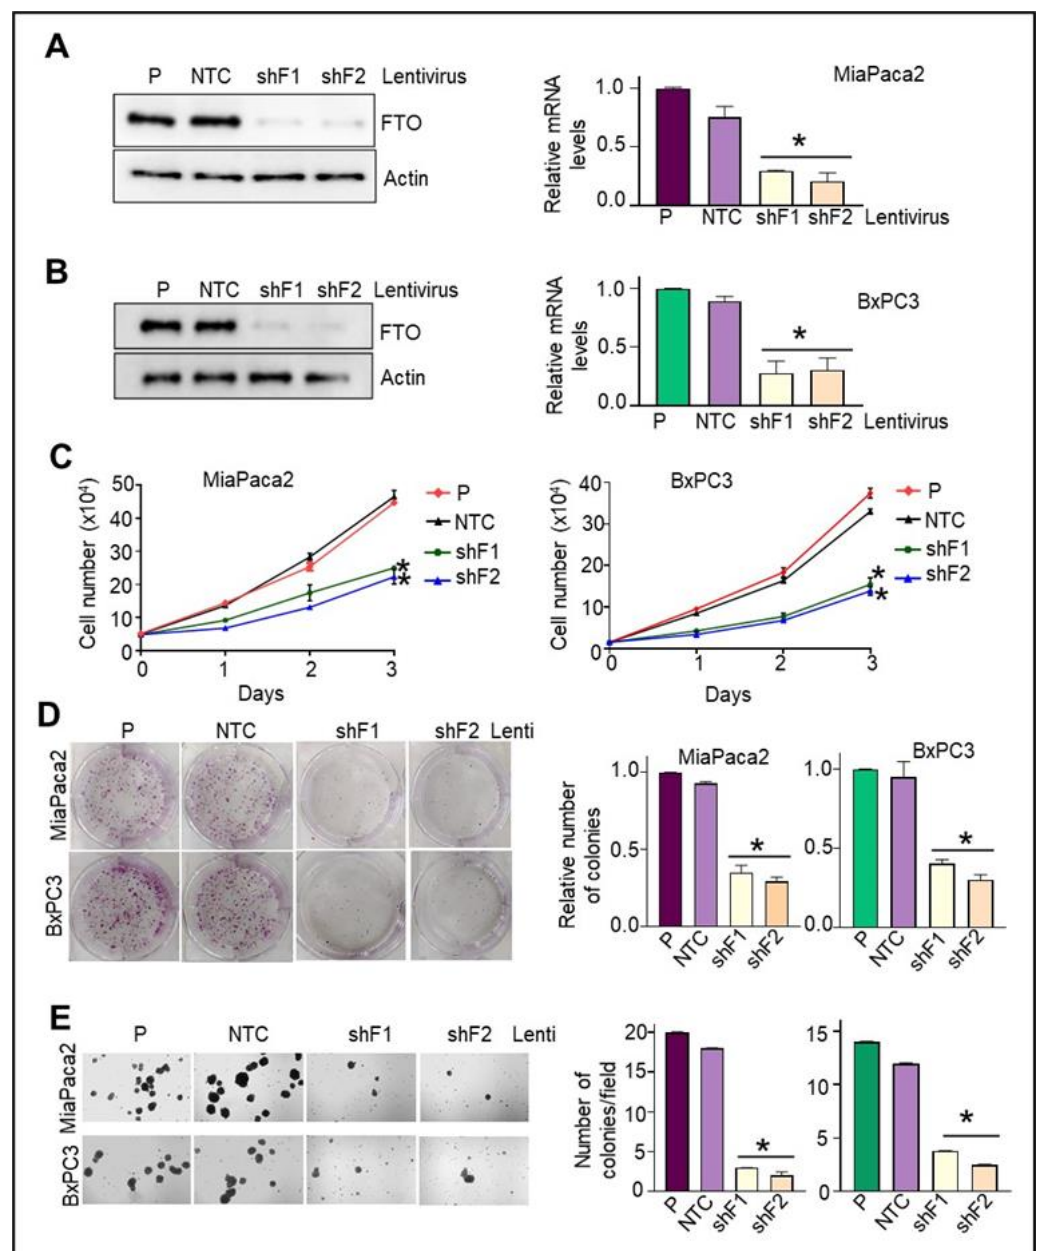 A
P NTC shF1 shF2 Lentivirus
FTO
Actin
Relative mRNA
levels
MiaPaca2
1.0
0.5
0.0
*
P NTC shF1 shF2 Lentivirus
B
P NTC shF1 shF2 Lentivirus
FTO
Actin
Relative mRNA
levels
BxPC3
1.0
0.5
0.0
*
P NTC shF1 shF2 Lentivirus
C
MiaPaca2
Cell number (x10⁴)
50
40
30
20
10
0
0 1 2 3
Days
P
NTC
shF1
shF2
*
*
BxPC3
Cell number (x10⁴)
40
30
20
10
0
0 1 2 3
Days
P
NTC
shF1
shF2
*
*
D
P NTC shF1 shF2 Lenti
MiaPaca2
BxPC3
Relative number
of colonies
MiaPaca2
1.0
0.5
0.0
*
P NTC shF1 shF2
BxPC3
1.0
0.5
0.0
*
P NTC shF1 shF2
E
P NTC shF1 shF2 Lenti
MiaPaca2
BxPC3
Number of
colonies/field
20
15
10
5
0
*
P NTC shF1 shF2
15
10
5
0
*
P NTC shF1 shF2